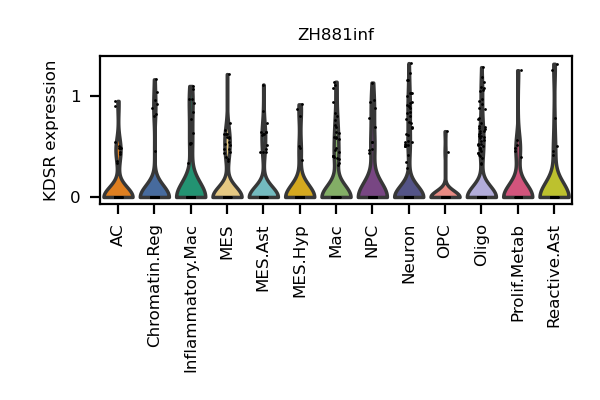 ZH881inf
KDSR expression
1
0
AC
Chromatin.Reg
Inflammatory.Mac
MES
MES.Ast
MES.Hyp
Mac
NPC
Neuron
OPC
Oligo
Prolif.Metab
Reactive.Ast